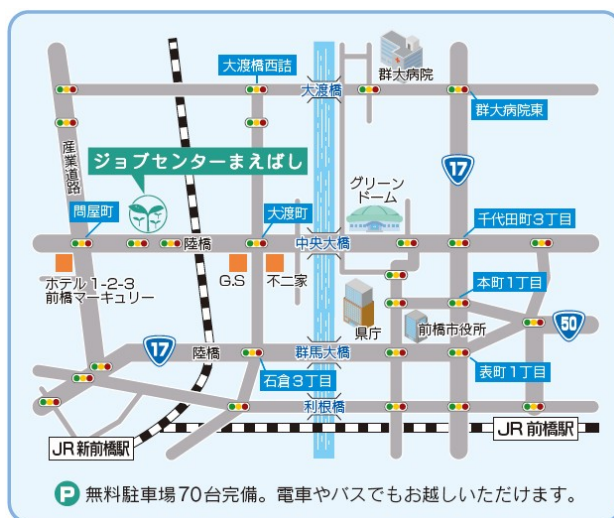 群大病院
大渡橋西詰
大渡橋
群大病院東
産業道路
ジョブセンターまえばし
17
グリーン
ドーム
問屋町
大渡町
千代田町3丁目
陸橋
中央大橋
ホテル1-2-3
前橋マーキュリー
G.S
不二家
本町1丁目
県庁
前橋市役所
50
17
陸橋
群馬大橋
石倉3丁目
表町1丁目
利根橋
JR新前橋駅
JR前橋駅
P 無料駐車場70台完備。電車やバスでもお越しいただけます。